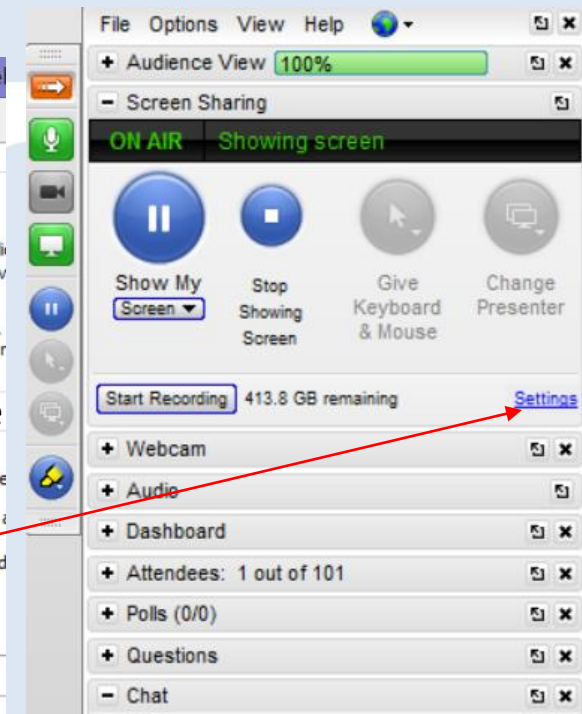 File Options View Help
+ Audience View 100%
- Screen Sharing
ON AIR Showing screen
Show My Screen ▼
Stop Showing Screen
Give Keyboard & Mouse
Change Presenter
Start Recording 413.8 GB remaining Settings
+ Webcam
+ Audio
+ Dashboard
+ Attendees: 1 out of 101
+ Polls (0/0)
+ Questions
- Chat